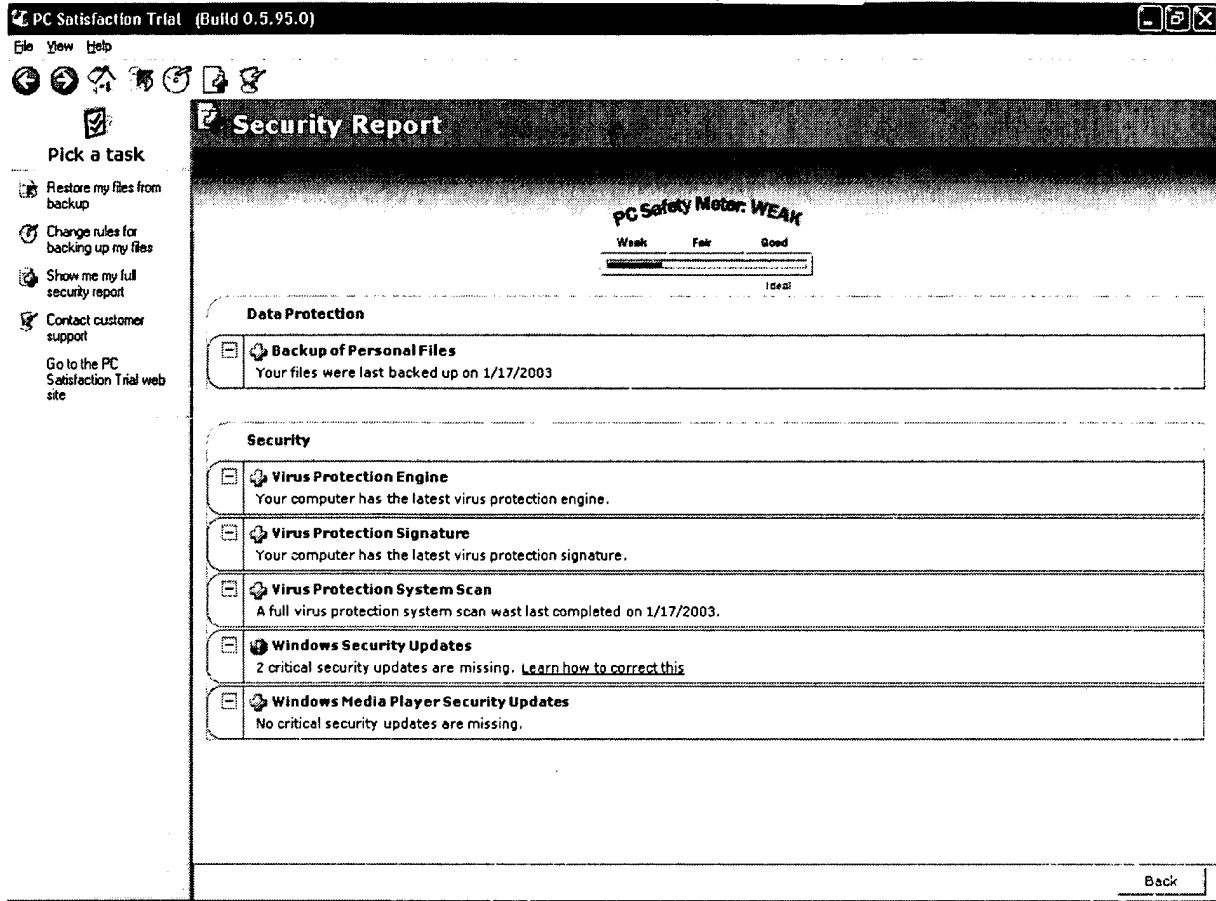 PC Satisfaction Trial (Build 0.5.95.0)
File View Help
Pick a task
Restore my files from
backup
Change rules for
backing up my files
Show me my full
security report
Contact customer
support
Go to the PC
Satisfaction Trial web
site
Security Report
PC Safety Meter: WEAK
Weak Fair Good
Ideal
Data Protection
Backup of Personal Files
Your files were last backed up on 1/17/2003
Security
Virus Protection Engine
Your computer has the latest virus protection engine.
Virus Protection Signature
Your computer has the latest virus protection signature.
Virus Protection System Scan
A full virus protection system scan wast last completed on 1/17/2003.
Windows Security Updates
2 critical security updates are missing. Learn how to correct this
Windows Media Player Security Updates
No critical security updates are missing.
Back